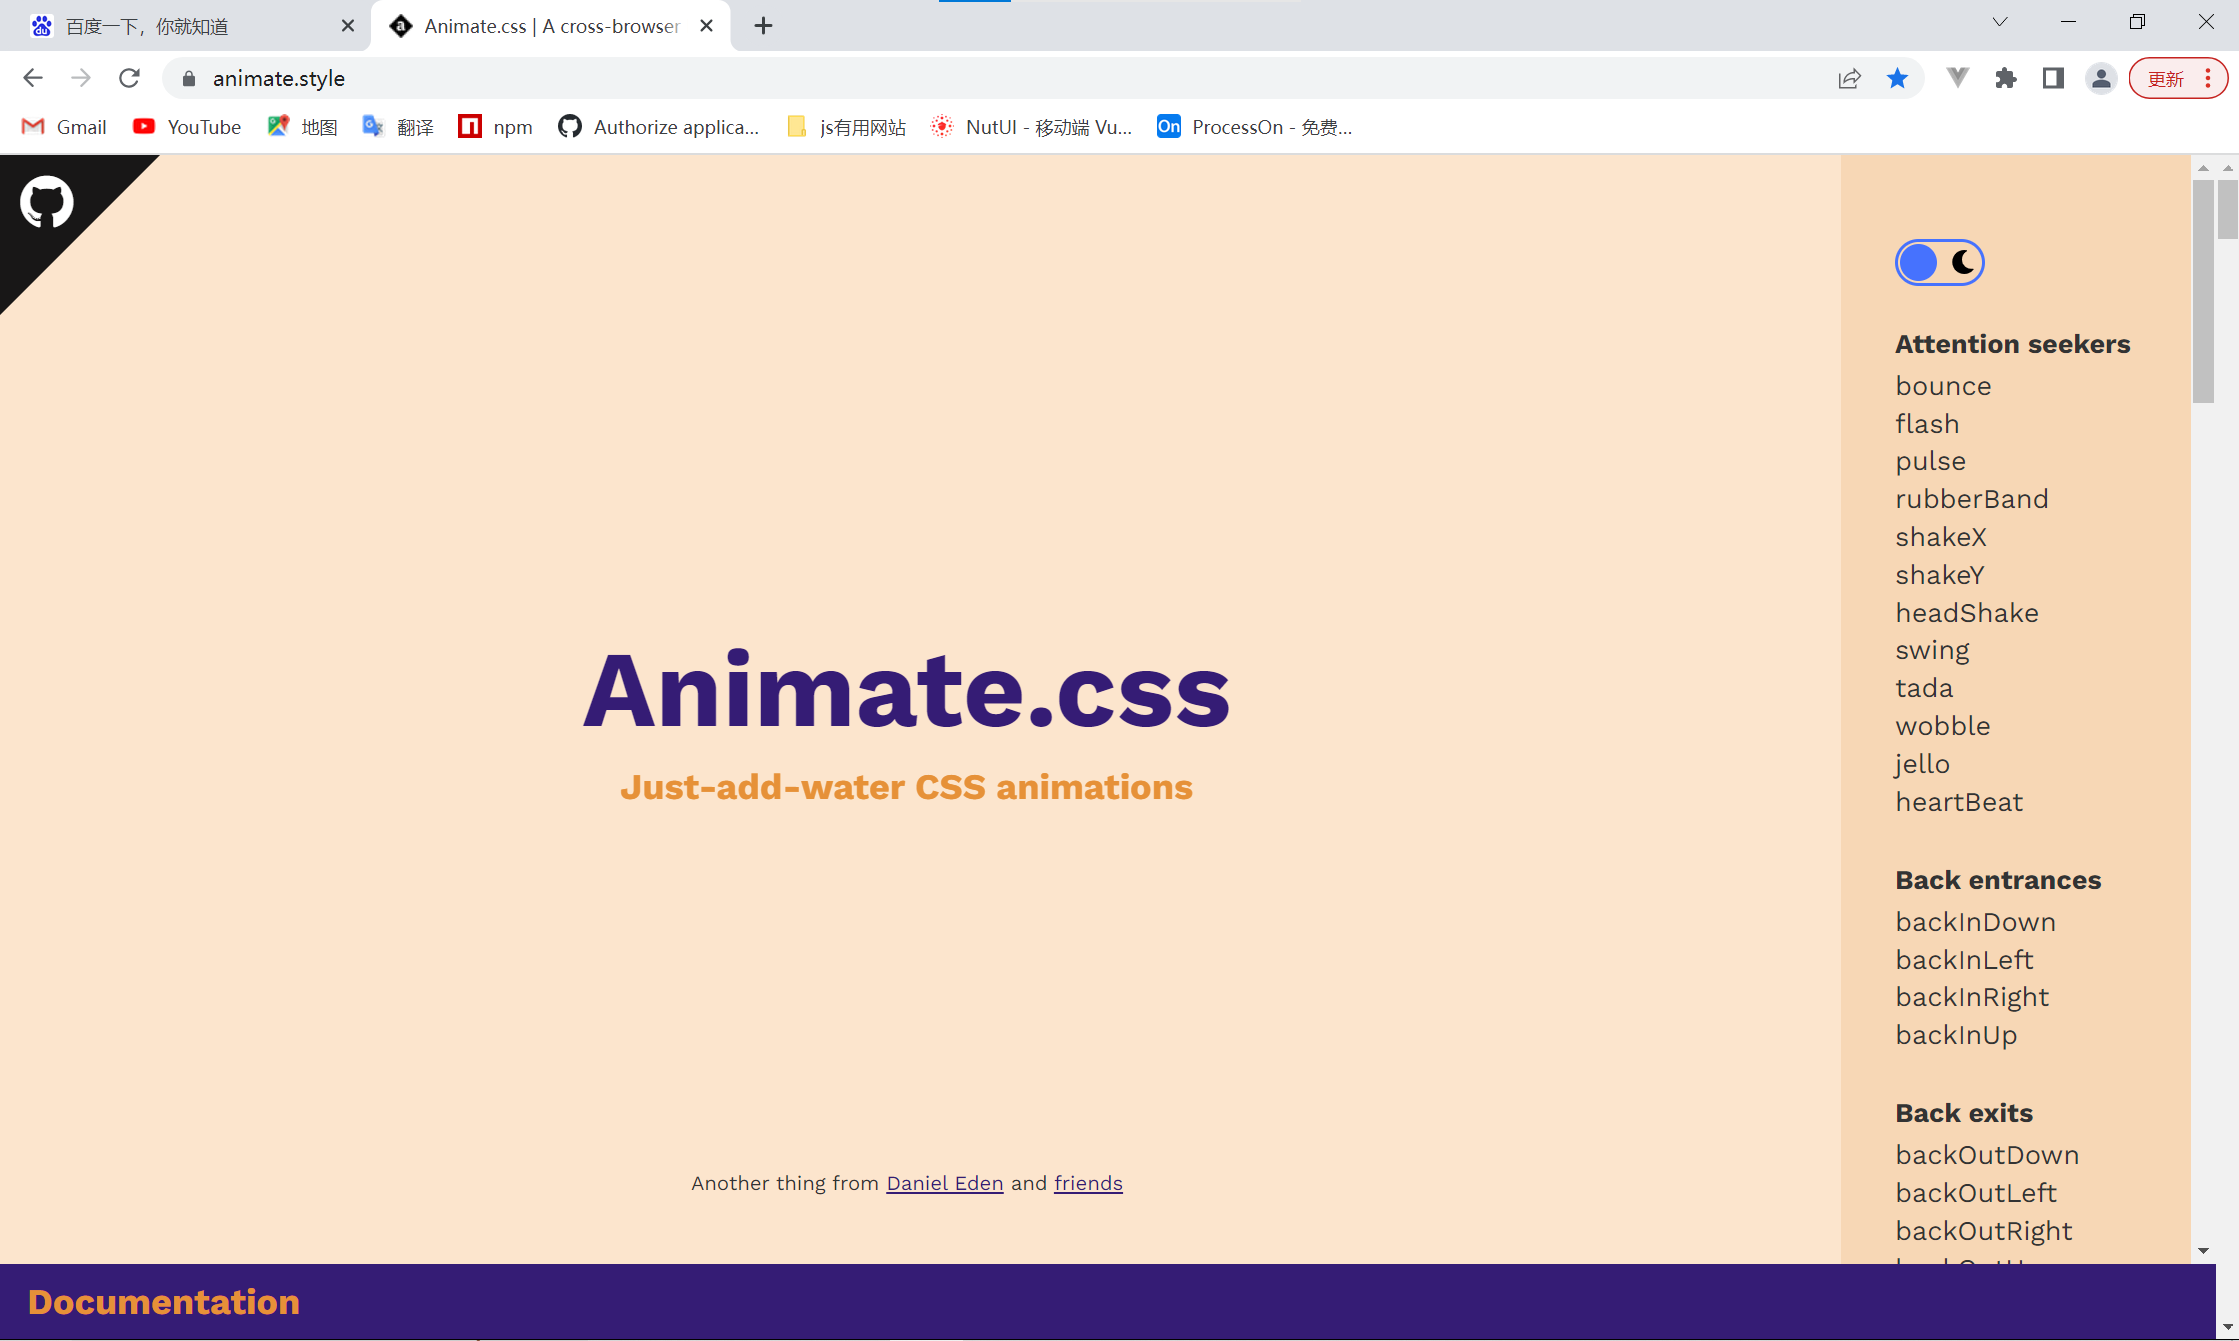 百度一下，你就知道
Animate.css | A cross-browser
animate.style
更新
Gmail
YouTube
地图
翻译
npm
Authorize applica...
js有用网站
NutUI - 移动端 Vu...
On
ProcessOn - 免费...
Attention seekers
bounce
flash
pulse
rubberBand
shakeX
shakeY
headShake
swing
tada
wobble
jello
heartBeat
Back entrances
backInDown
backInLeft
backInRight
backInUp
Back exits
backOutDown
backOutLeft
backOutRight
Animate.css
Just-add-water CSS animations
Another thing from Daniel Eden and friends
Documentation